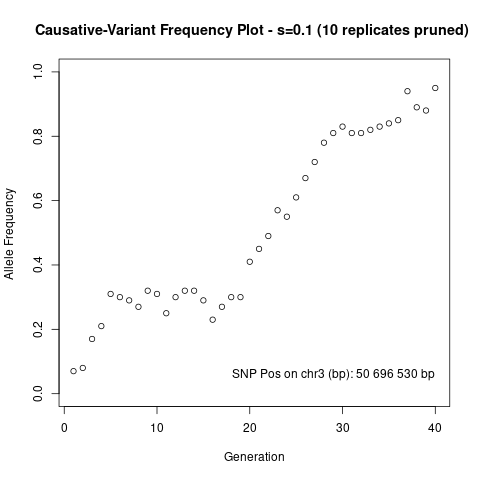 Causative-Variant Frequency Plot - s=0.1 (10 replicates pruned)
1.0
0.8
0.6
0.4
0.2
0.0
Allele Frequency
SNP Pos on chr3 (bp): 50 696 530 bp
0 10 20 30 40
Generation